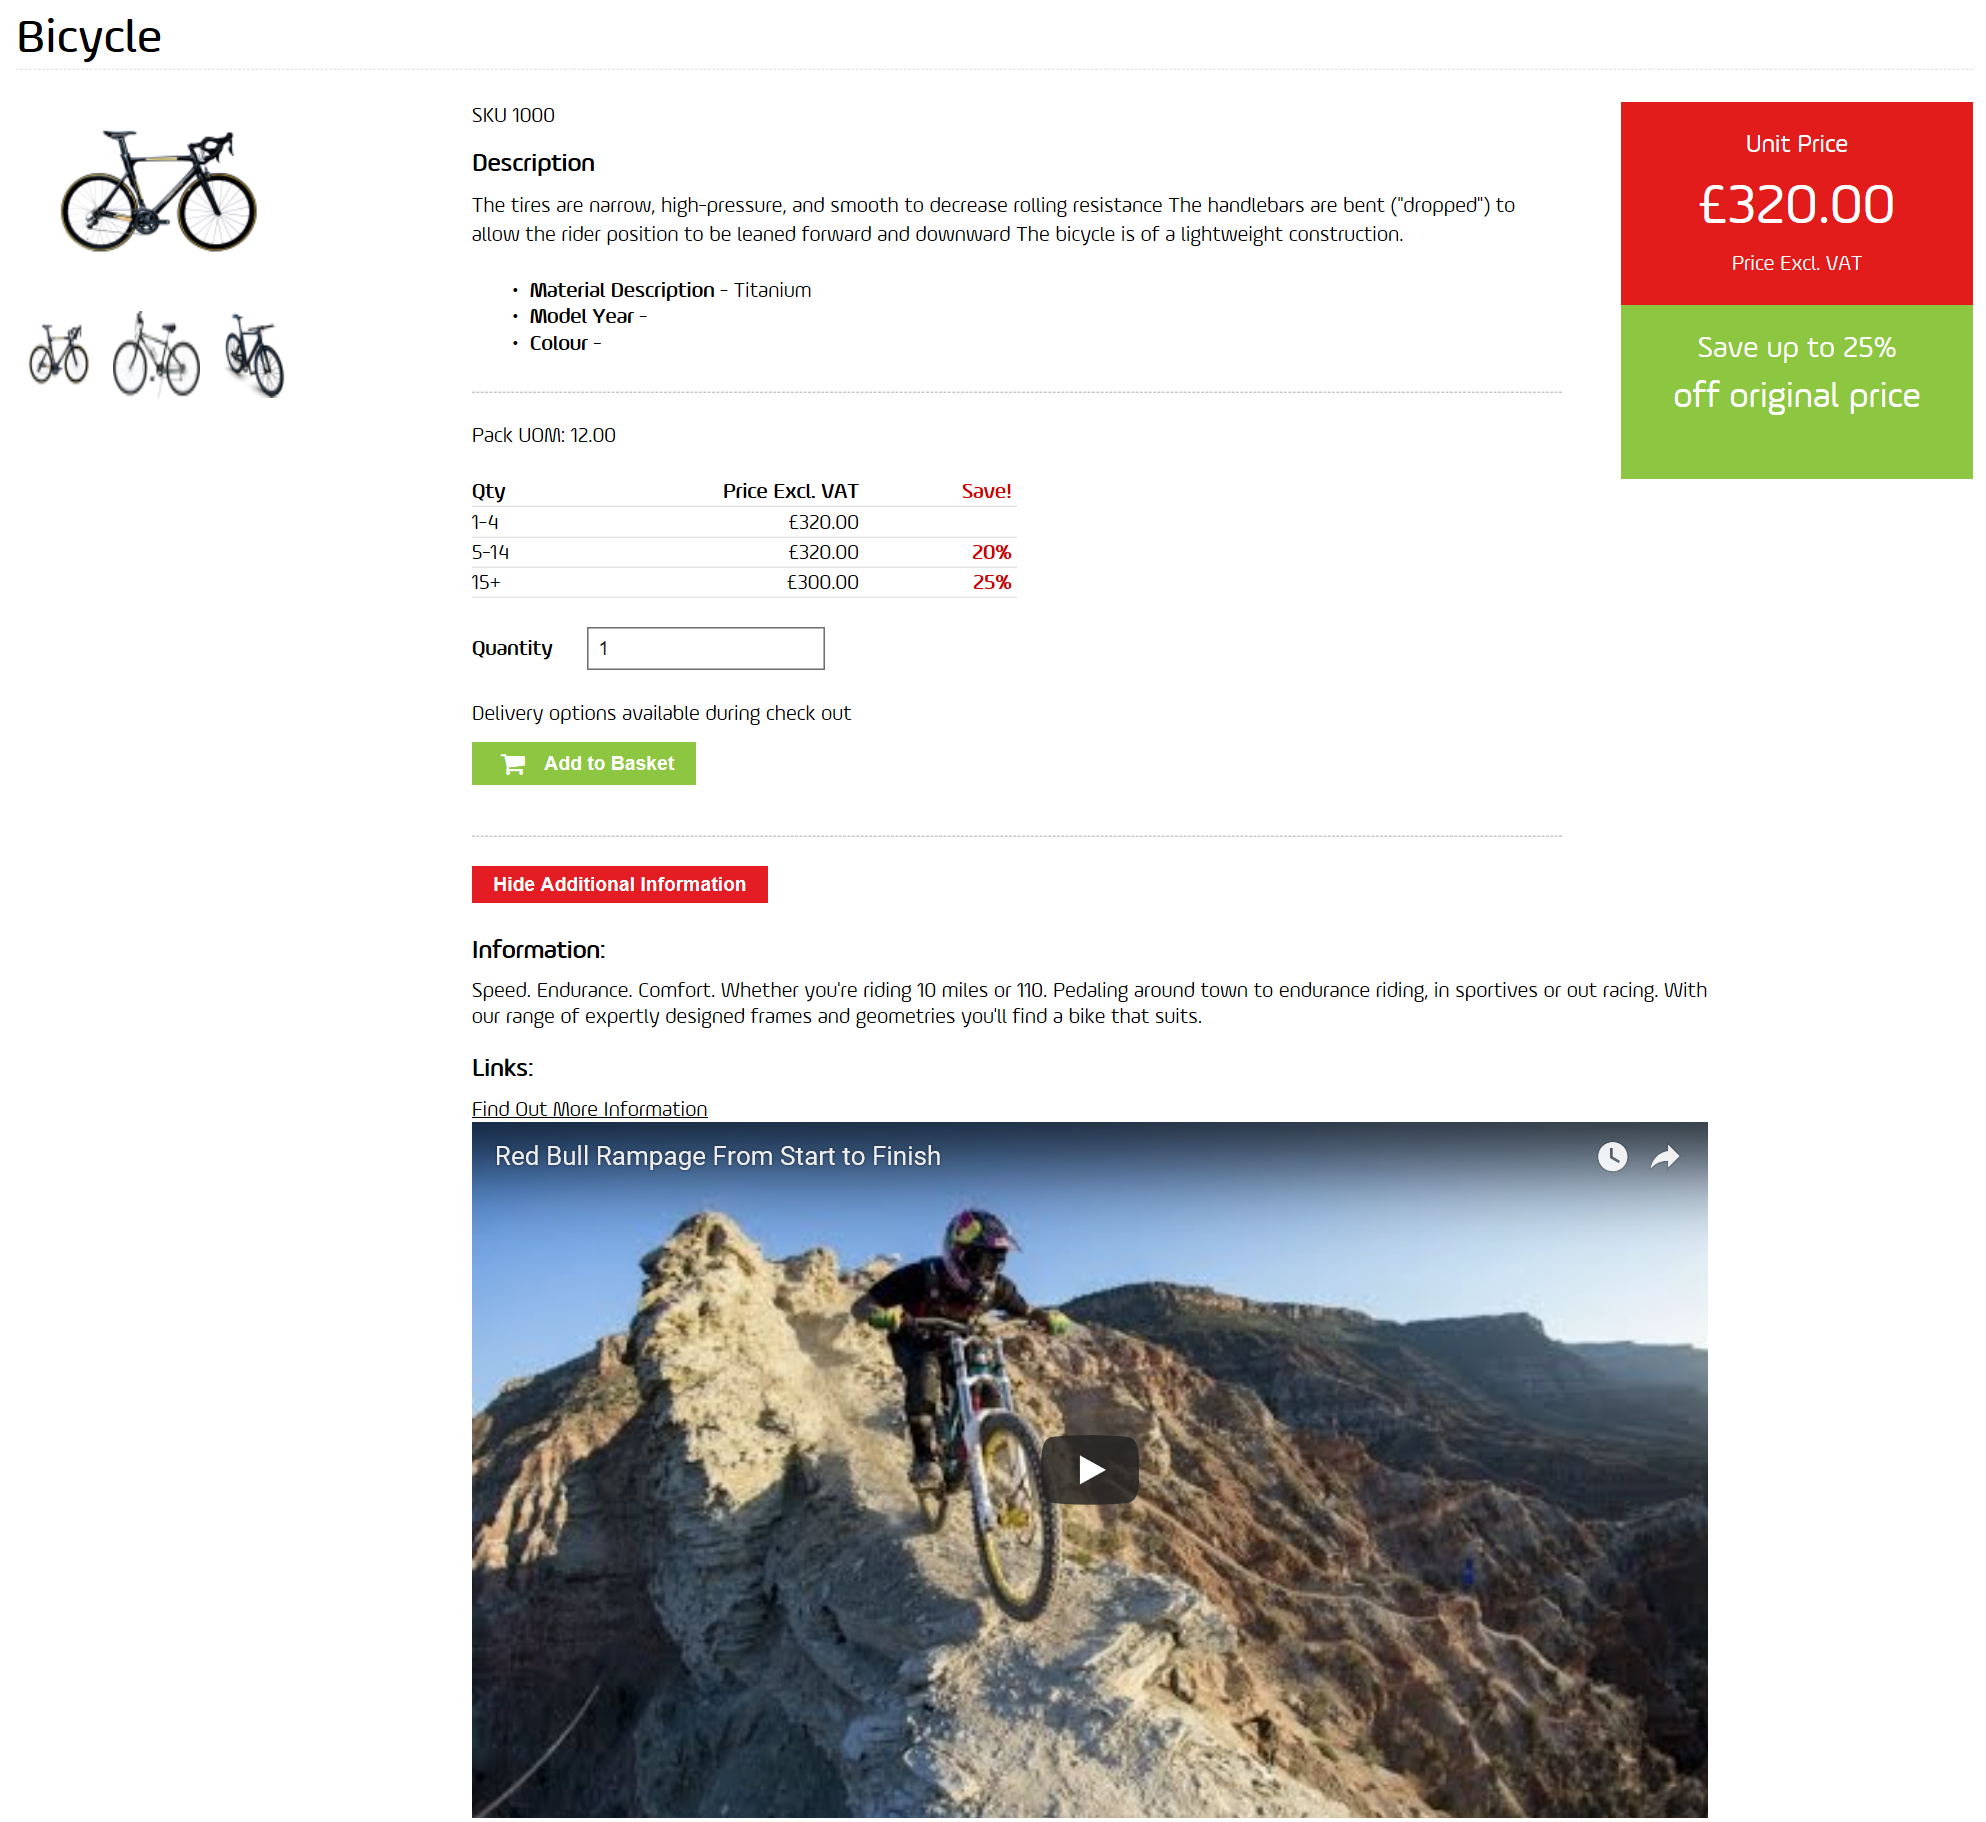 Bicycle
SKU 1000
Description
The tires are narrow, high-pressure, and smooth to decrease rolling resistance The handlebars are bent ("dropped") to
allow the rider position to be leaned forward and downward The bicycle is of a lightweight construction.
• Material Description - Titanium
• Model Year -
• Colour -
Unit Price
£320.00
Price Excl. VAT
Save up to 25%
off original price
Pack UOM: 12.00
Qty Price Excl. VAT Save!
1-4 £320.00
5-14 £320.00 20%
15+ £300.00 25%
Quantity 1
Delivery options available during check out
Add to Basket
Hide Additional Information
Information:
Speed. Endurance. Comfort. Whether you're riding 10 miles or 110. Pedaling around town to endurance riding, in sportives or out racing. With
our range of expertly designed frames and geometries you'll find a bike that suits.
Links:
Find Out More Information
Red Bull Rampage From Start to Finish